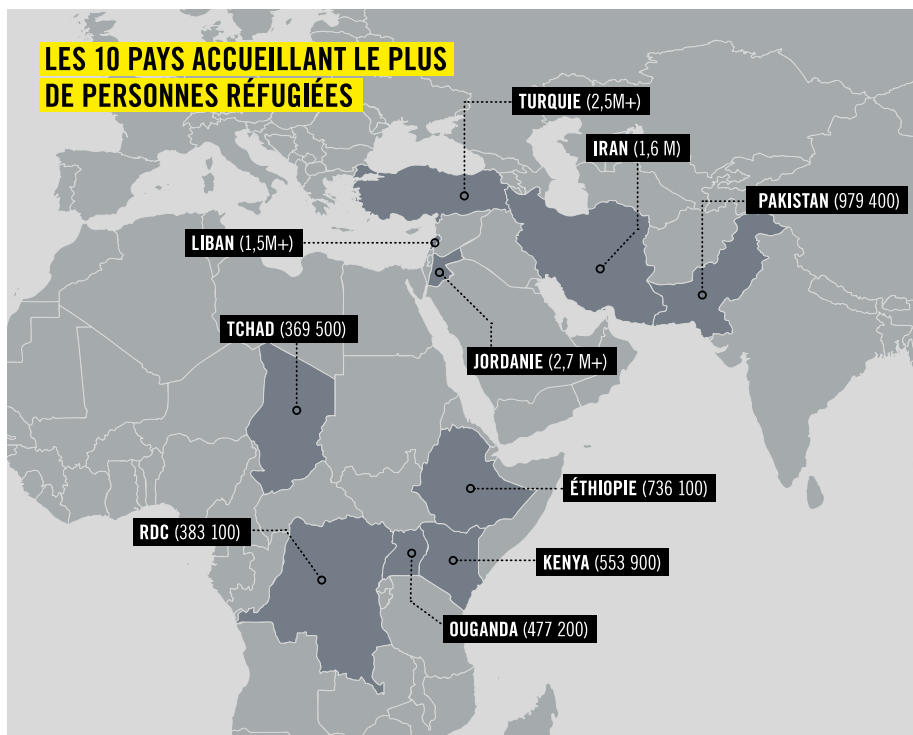 LES 10 PAYS ACCUEILLANT LE PLUS
DE PERSONNES RÉFUGIÉES
TURQUIE (2,5M+)
IRAN (1,6 M)
PAKISTAN (979 400)
LIBAN (1,5M+)
TCHAD (369 500)
JORDANIE (2,7 M+)
ÉTHIOPIE (736 100)
RDC (383 100)
KENYA (553 900)
OUGANDA (477 200)